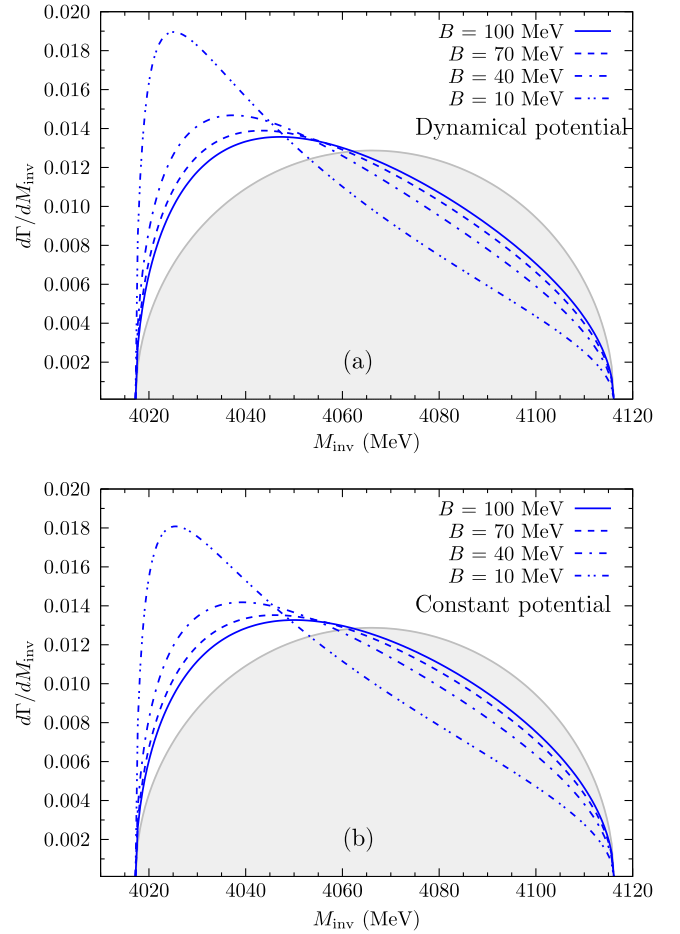 0.020
0.018
0.016
0.014
0.012
0.010
0.008
0.006
0.004
0.002
dΓ/dM_inv
B = 100 MeV
B = 70 MeV
B = 40 MeV
B = 10 MeV
Dynamical potential
(a)
4020 4040 4060 4080 4100 4120
M_inv (MeV)
0.020
0.018
0.016
0.014
0.012
0.010
0.008
0.006
0.004
0.002
dΓ/dM_inv
B = 100 MeV
B = 70 MeV
B = 40 MeV
B = 10 MeV
Constant potential
(b)
4020 4040 4060 4080 4100 4120
M_inv (MeV)